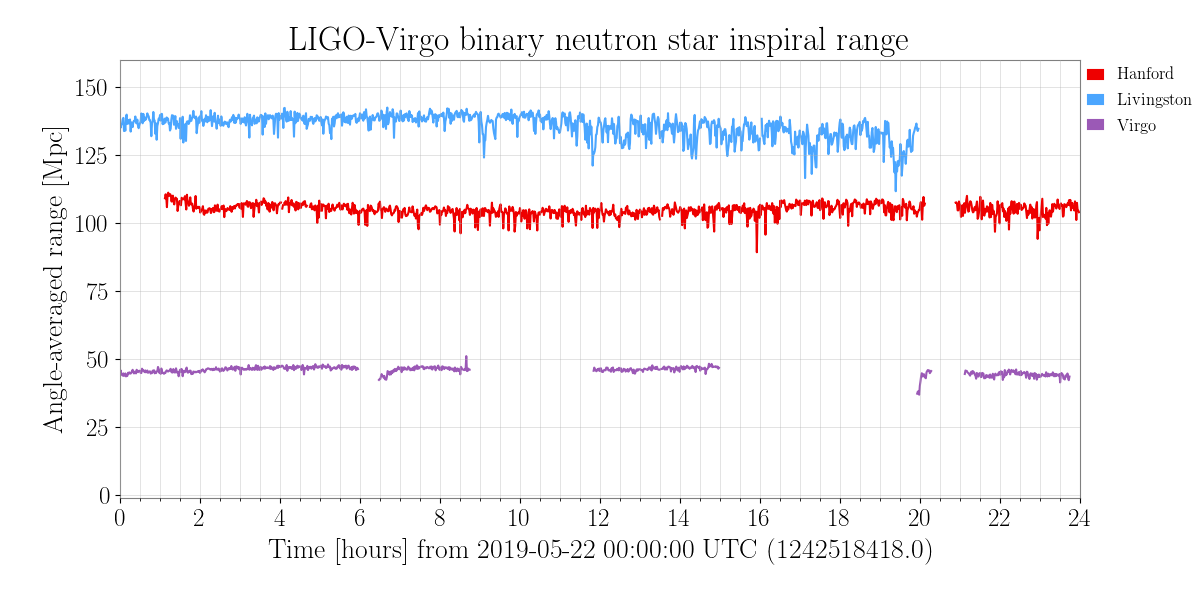 LIGO-Virgo binary neutron star inspiral range
Hanford
Livingston
Virgo
Angle-averaged range [Mpc]
150
125
100
75
50
25
0
0 2 4 6 8 10 12 14 16 18 20 22 24
Time [hours] from 2019-05-22 00:00:00 UTC (1242518418.0)